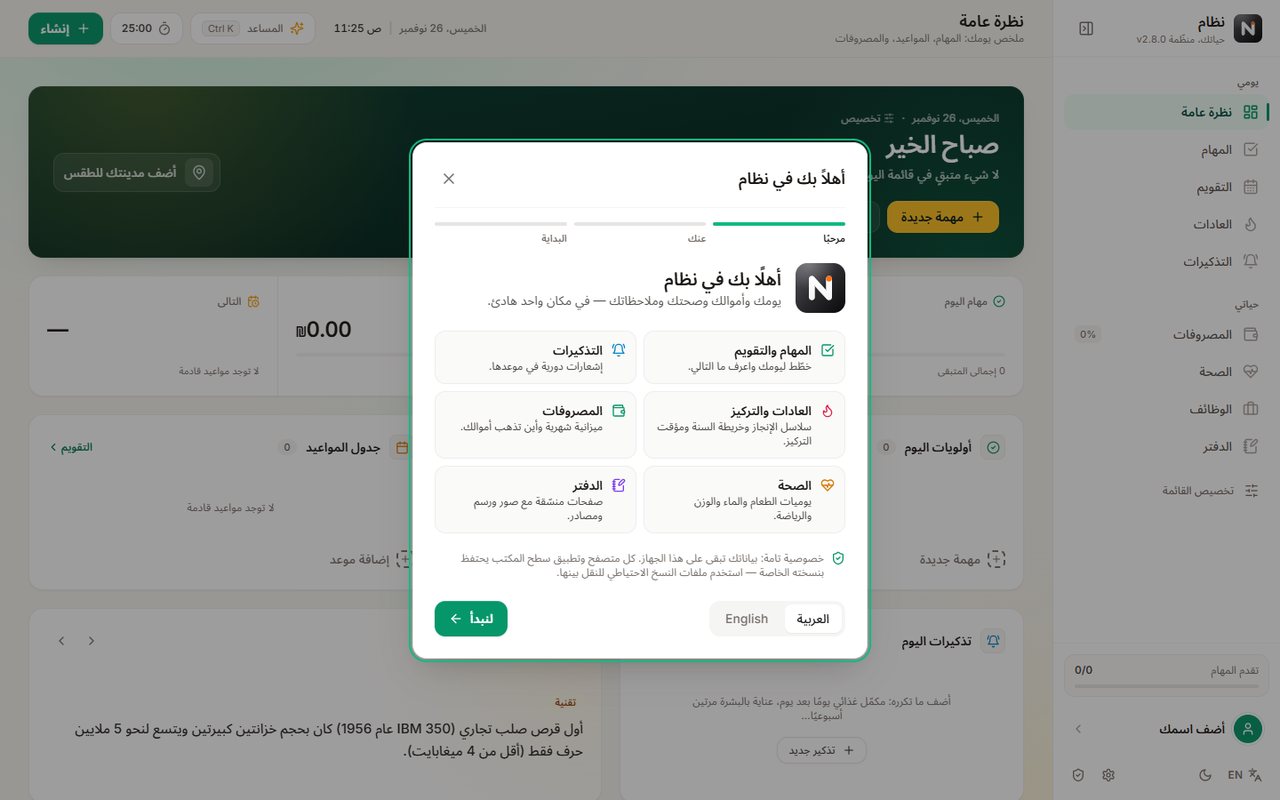 نظام
حياتك، منظّمة v2.8.0
يومي
نظرة عامة
المهام
التقويم
العادات
التذكيرات
حياتي
المصروفات
0%
الصحة
الوظائف
الدفتر
تخصيص القائمة
تقدم المهام
0/0
أضف اسمك
EN
نظرة عامة
ملخص يومك: المهام، المواعيد، والمصروفات
الخميس، 26 نوفمبر
11:25 ص
المساعد
Ctrl K
25:00
إنشاء
الخميس، 26 نوفمبر · تخصيص
صباح الخير
لا شيء متبقٍ في قائمة
مهمة جديدة
أضف مدينتك للطقس
مهام اليوم
0 إجمالى المتبقى
₪0.00
التالى
—
لا توجد مواعيد قادمة
أولويات اليوم
0
مهمة جديدة
جدول المواعيد
0
التقويم
لا توجد مواعيد قادمة
إضافة موعد
تذكيرات اليوم
أضف ما تكرره: مكمّل غذائي يومًا بعد يوم، عناية بالبشرة مرتين
أسبوعيًا...
تذكير جديد
تقنية
أول قرص صلب تجاري (IBM 350 عام 1956) كان بحجم خزانتين كبيرتين ويتسع لنحو 5 ملايين
حرف فقط (أقل من 4 ميغابايت).
أهلاً بك في نظام
مرحبًا
عنك
البداية
أهلًا بك في نظام
يومك وأموالك وصحتك وملاحظاتك — في مكان واحد هادئ.
المهام والتقويم
خطّط ليومك واعرف ما التالي.
التذكيرات
إشعارات دورية في موعدها.
العادات والتركيز
سلاسل الإنجاز وخريطة السنة ومؤقت
التركيز.
المصروفات
ميزانية شهرية وأين تذهب أموالك.
الصحة
يوميات الطعام والماء والوزن
والرياضة.
الدفتر
صفحات منسّقة مع صور ورسم
ومصادر.
خصوصية تامة: بياناتك تبقى على هذا الجهاز. كل متصفح وتطبيق سطح المكتب يحتفظ
بنسخته الخاصة — استخدم ملفات النسخ الاحتياطي للنقل بينها.
العربية
English
لنبدأ